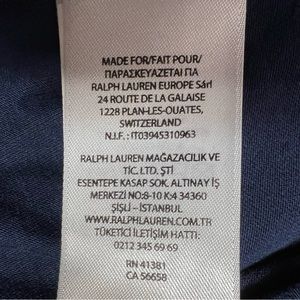 MADE FOR/FAIT POUR/
ΠΑΡΑΣΚΕΥΑΖΕΤΑΙ ΓΙΑ
RALPH LAUREN EUROPE Sàrl
24 ROUTE DE LA GALAISE
1228 PLAN-LES-OUATES,
SWITZERLAND
N.I.F. : IT03945310963
RALPH LAUREN MAĞAZACILIK VE
TİC. LTD. ŞTİ
ESENTEPE KASAP SOK. ALTINAY İŞ
MERKEZİ NO:8-10 K:4 34360
ŞİŞLİ – İSTANBUL
WWW.RALPHLAUREN.COM.TR
TÜKETİCİ İLETİŞİM HATTI:
0212 345 69 69
RN 41381
CA 56658